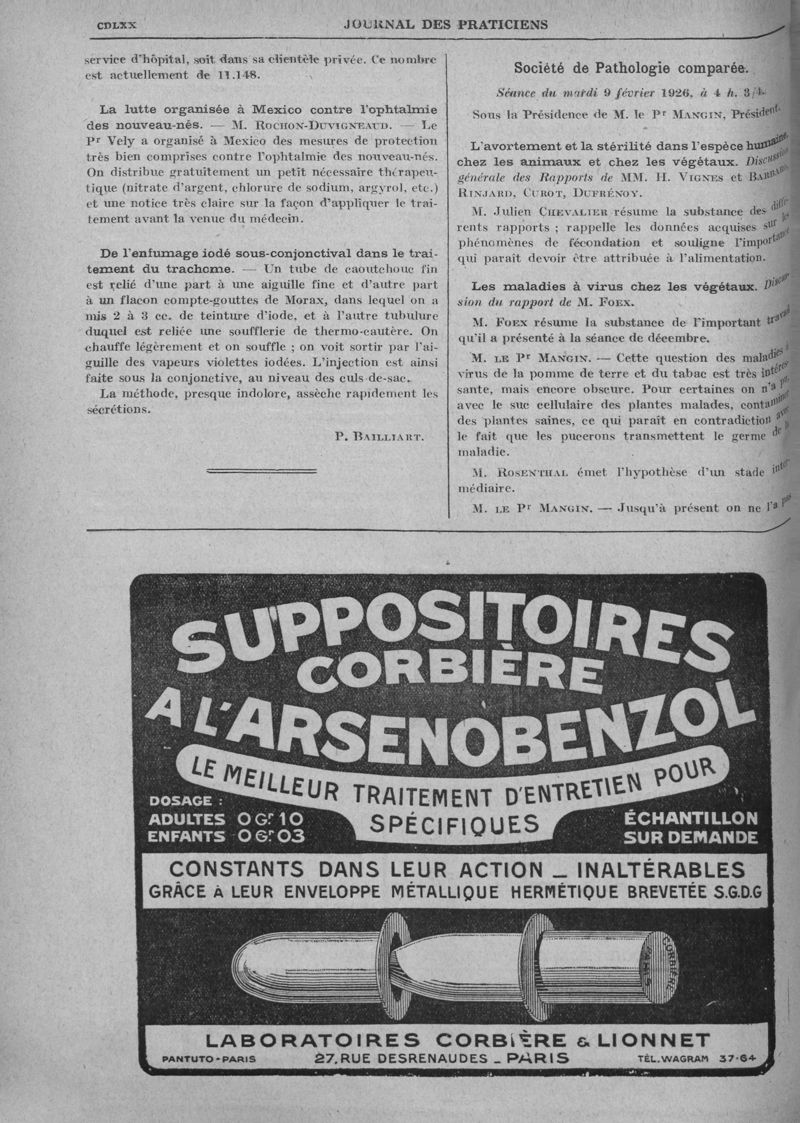 CDLXX
JOURNAL DES PRATICIENS
service d'hôpital, soit dans sa clientèle privée. Ce nombre
est actuellement de 11.148.
La lutte organisée à Mexico contre l'ophtalmie
des nouveau-nés. — M. ROCHON-DUVIGNEAUD. — Le
Pr Vely a organisé à Mexico des mesures de protection
très bien comprises contre l'ophtalmie des nouveau-nés.
On distribue gratuitement un petit nécessaire thérapeu-
tique (nitrate d'argent, chlorure de sodium, argyrol, etc.)
et une notice très claire sur la façon d'appliquer le trai-
tement avant la venue du médecin.
De l'enfumage iodé sous-conjonctival dans le trai-
tement du trachome. — Un tube de caoutchouc fin
est relié d'une part à une aiguille fine et d'autre part
à un flacon compte-gouttes de Morax, dans lequel on a
mis 2 à 3 cc. de teinture d'iode, et à l'autre tubulure
duquel est reliée une soufflerie de thermo-cautère. On
chauffe légèrement et on souffle ; on voit sortir par l'ai-
guille des vapeurs violettes iodées. L'injection est ainsi
faite sous la conjonctive, au niveau des culs-de-sac.
La méthode, presque indolore, assèche rapidement les
sécrétions.
P. BAILLIART.
Société de Pathologie comparée.
Séance du mardi 9 février 1926, à 4 h. 3/4.
Sous la Présidence de M. le Pr MANGIN, Président.
L'avortement et la stérilité dans l'espèce humaine,
chez les animaux et chez les végétaux. Discussion
générale des Rapports de MM. H. VIGNES et
RINJARD, CUROT, DUFRÉNOY.
M. Julien CHEVALIER résume la substance des diffé-
rents rapports ; rappelle les données acquises sur les
phénomènes de fécondation et souligne l'importance
qui paraît devoir être attribuée à l'alimentation.
Les maladies à virus chez les végétaux. Discus-
sion du rapport de M. FOEX.
M. FOEX résume la substance de l'important travail
qu'il a présenté à la séance de décembre.
M. LE Pr MANGIN. — Cette question des maladies à
virus de la pomme de terre et du tabac est très intéres-
sante, mais encore obscure. Pour certaines on n'a pu,
avec le suc cellulaire des plantes malades, contaminer
des plantes saines, ce qui paraît en contradiction avec
le fait que les pucerons transmettent le germe de la
maladie.
M. ROSENTHAL émet l'hypothèse d'un stade inter-
médiaire.
M. LE Pr MANGIN. — Jusqu'à présent on ne l'a pas
SUPPOSITOIRES
CORBIÈRE
A L'ARSENOBENZOL
LE MEILLEUR TRAITEMENT D'ENTRETIEN POUR
SPÉCIFIQUES
DOSAGE :
ADULTES 0 Gr 10
ENFANTS 0 Gr 03
ÉCHANTILLON
SUR DEMANDE
CONSTANTS DANS LEUR ACTION _ INALTÉRABLES
GRÂCE A LEUR ENVELOPPE MÉTALLIQUE HERMÉTIQUE BREVETÉE S.G.D.G
CORBIÈRE
PARIS
LABORATOIRES CORBIÈRE & LIONNET
PANTUTO-PARIS
27, RUE DESRENAUDES _ PARIS
TÉL. WAGRAM 37-64